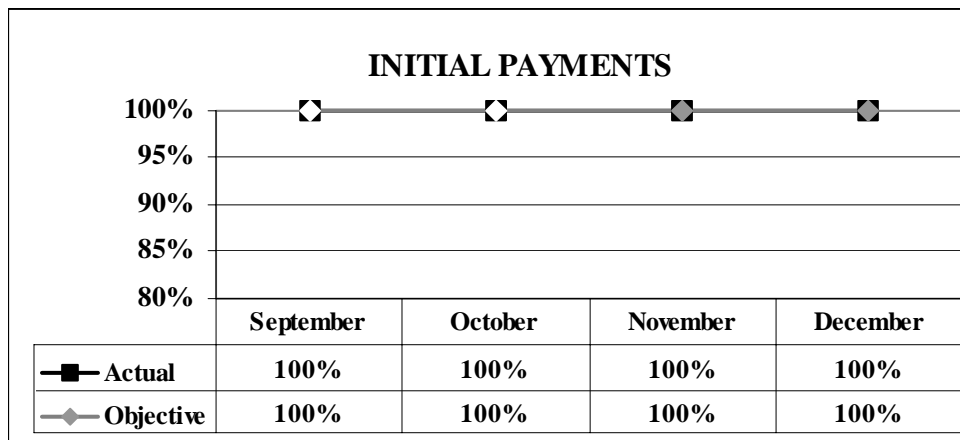 INITIAL PAYMENTS
100%
95%
90%
85%
80%
September October November December
Actual 100% 100% 100% 100%
Objective 100% 100% 100% 100%